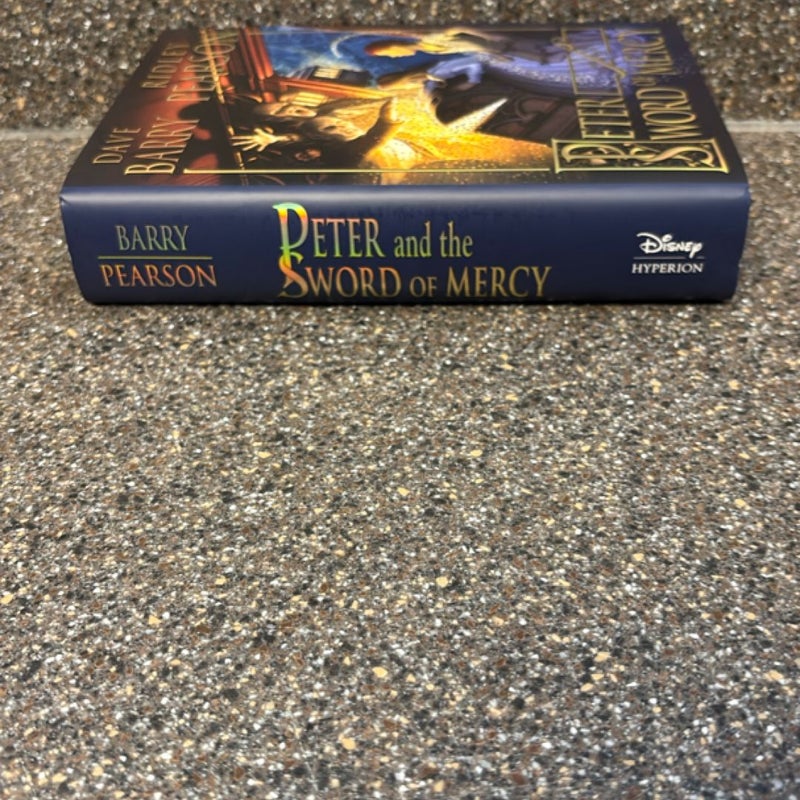 DAVE
BARRY
RIDLEY
PEARSON
PETER
SWORD MERCY
BARRY
PEARSON
PETER and the
SWORD OF MERCY
Disney
HYPERION